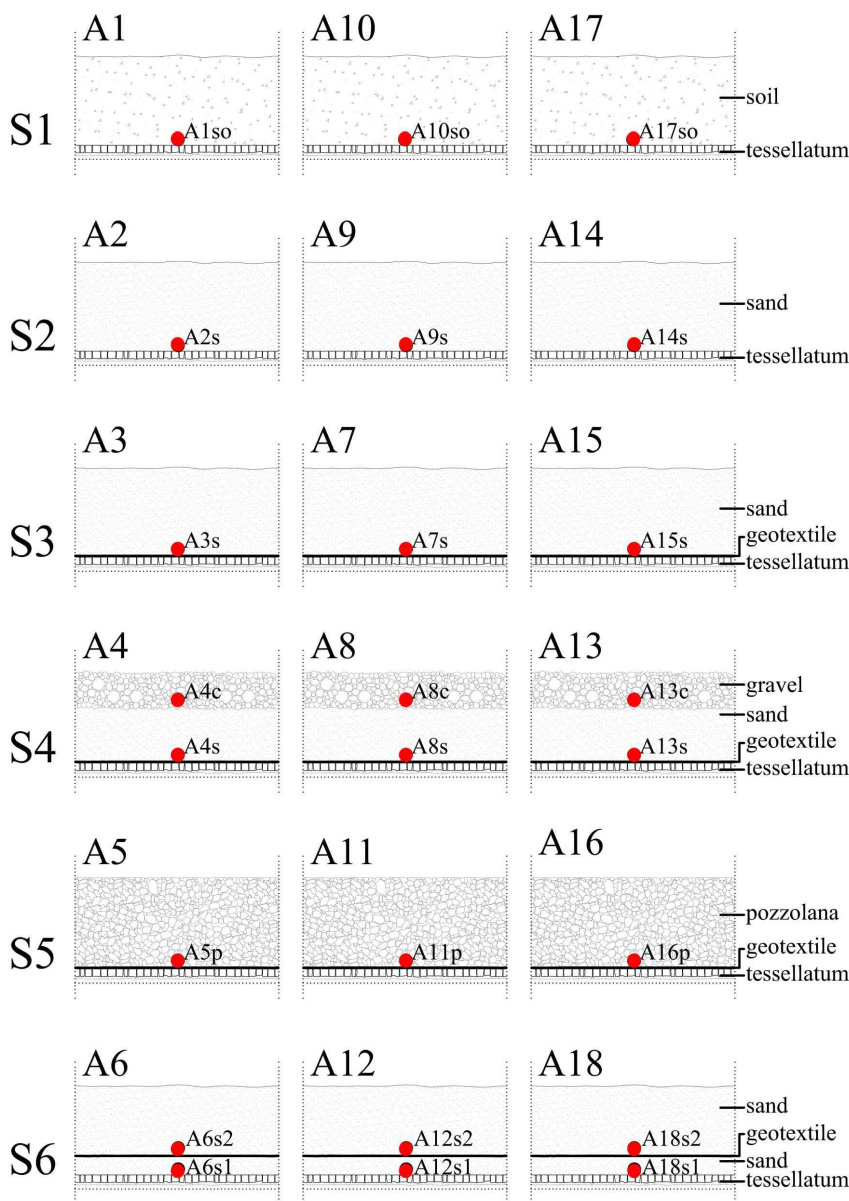 A1 A10 A17
soil
S1
A1so A10so A17so
tessellatum
A2 A9 A14
sand
S2
A2s A9s A14s
tessellatum
A3 A7 A15
sand
S3
A3s A7s A15s
geotextile
tessellatum
A4 A8 A13
A4c A8c A13c
gravel
sand
S4
A4s A8s A13s
geotextile
tessellatum
A5 A11 A16
pozzolana
S5
A5p A11p A16p
geotextile
tessellatum
A6 A12 A18
sand
A6s2 A12s2 A18s2
geotextile
S6
sand
A6s1 A12s1 A18s1
tessellatum